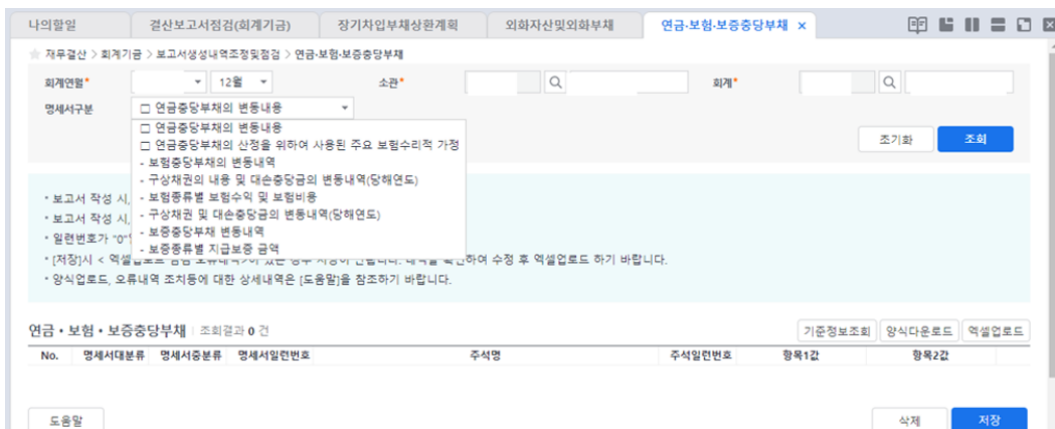 나의할일 결산보고서점검(회계기금) 장기차입부채상환계획 외화자산및외화부채 연금·보험·보증충당부채 ×
재무결산 > 회계기금 > 보고서생성내역조정및점검 > 연금·보험·보증충당부채
회계연월* 12월 소관* 회계*
명세서구분 □ 연금충당부채의 변동내용
□ 연금충당부채의 변동내용
□ 연금충당부채의 산정을 위하여 사용된 주요 보험수리적 가정
- 보험충당부채의 변동내역
- 구상채권의 내용 및 대손충당금의 변동내역(당해연도)
- 보험종류별 보험수익 및 보험비용
- 구상채권 및 대손충당금의 변동내역(당해연도)
- 보증충당부채 변동내역
- 보증종류별 지급보증 금액
초기화 조회
* 보고서 작성 시,
* 보고서 작성 시,
* 일련번호가 "0"
* [저장]시 < 엑셀업로드 하여 수정 후 엑셀업로드 하기 바랍니다.
* 양식업로드, 오류내역 조치등에 대한 상세내역은 [도움말]을 참조하기 바랍니다.
연금 • 보험 • 보증충당부채 조회결과 0 건 기준정보조회 양식다운로드 엑셀업로드
No. 명세서대분류 명세서중분류 명세서일련번호 주석명 주석일련번호 항목1값 항목2값
도움말 삭제 저장